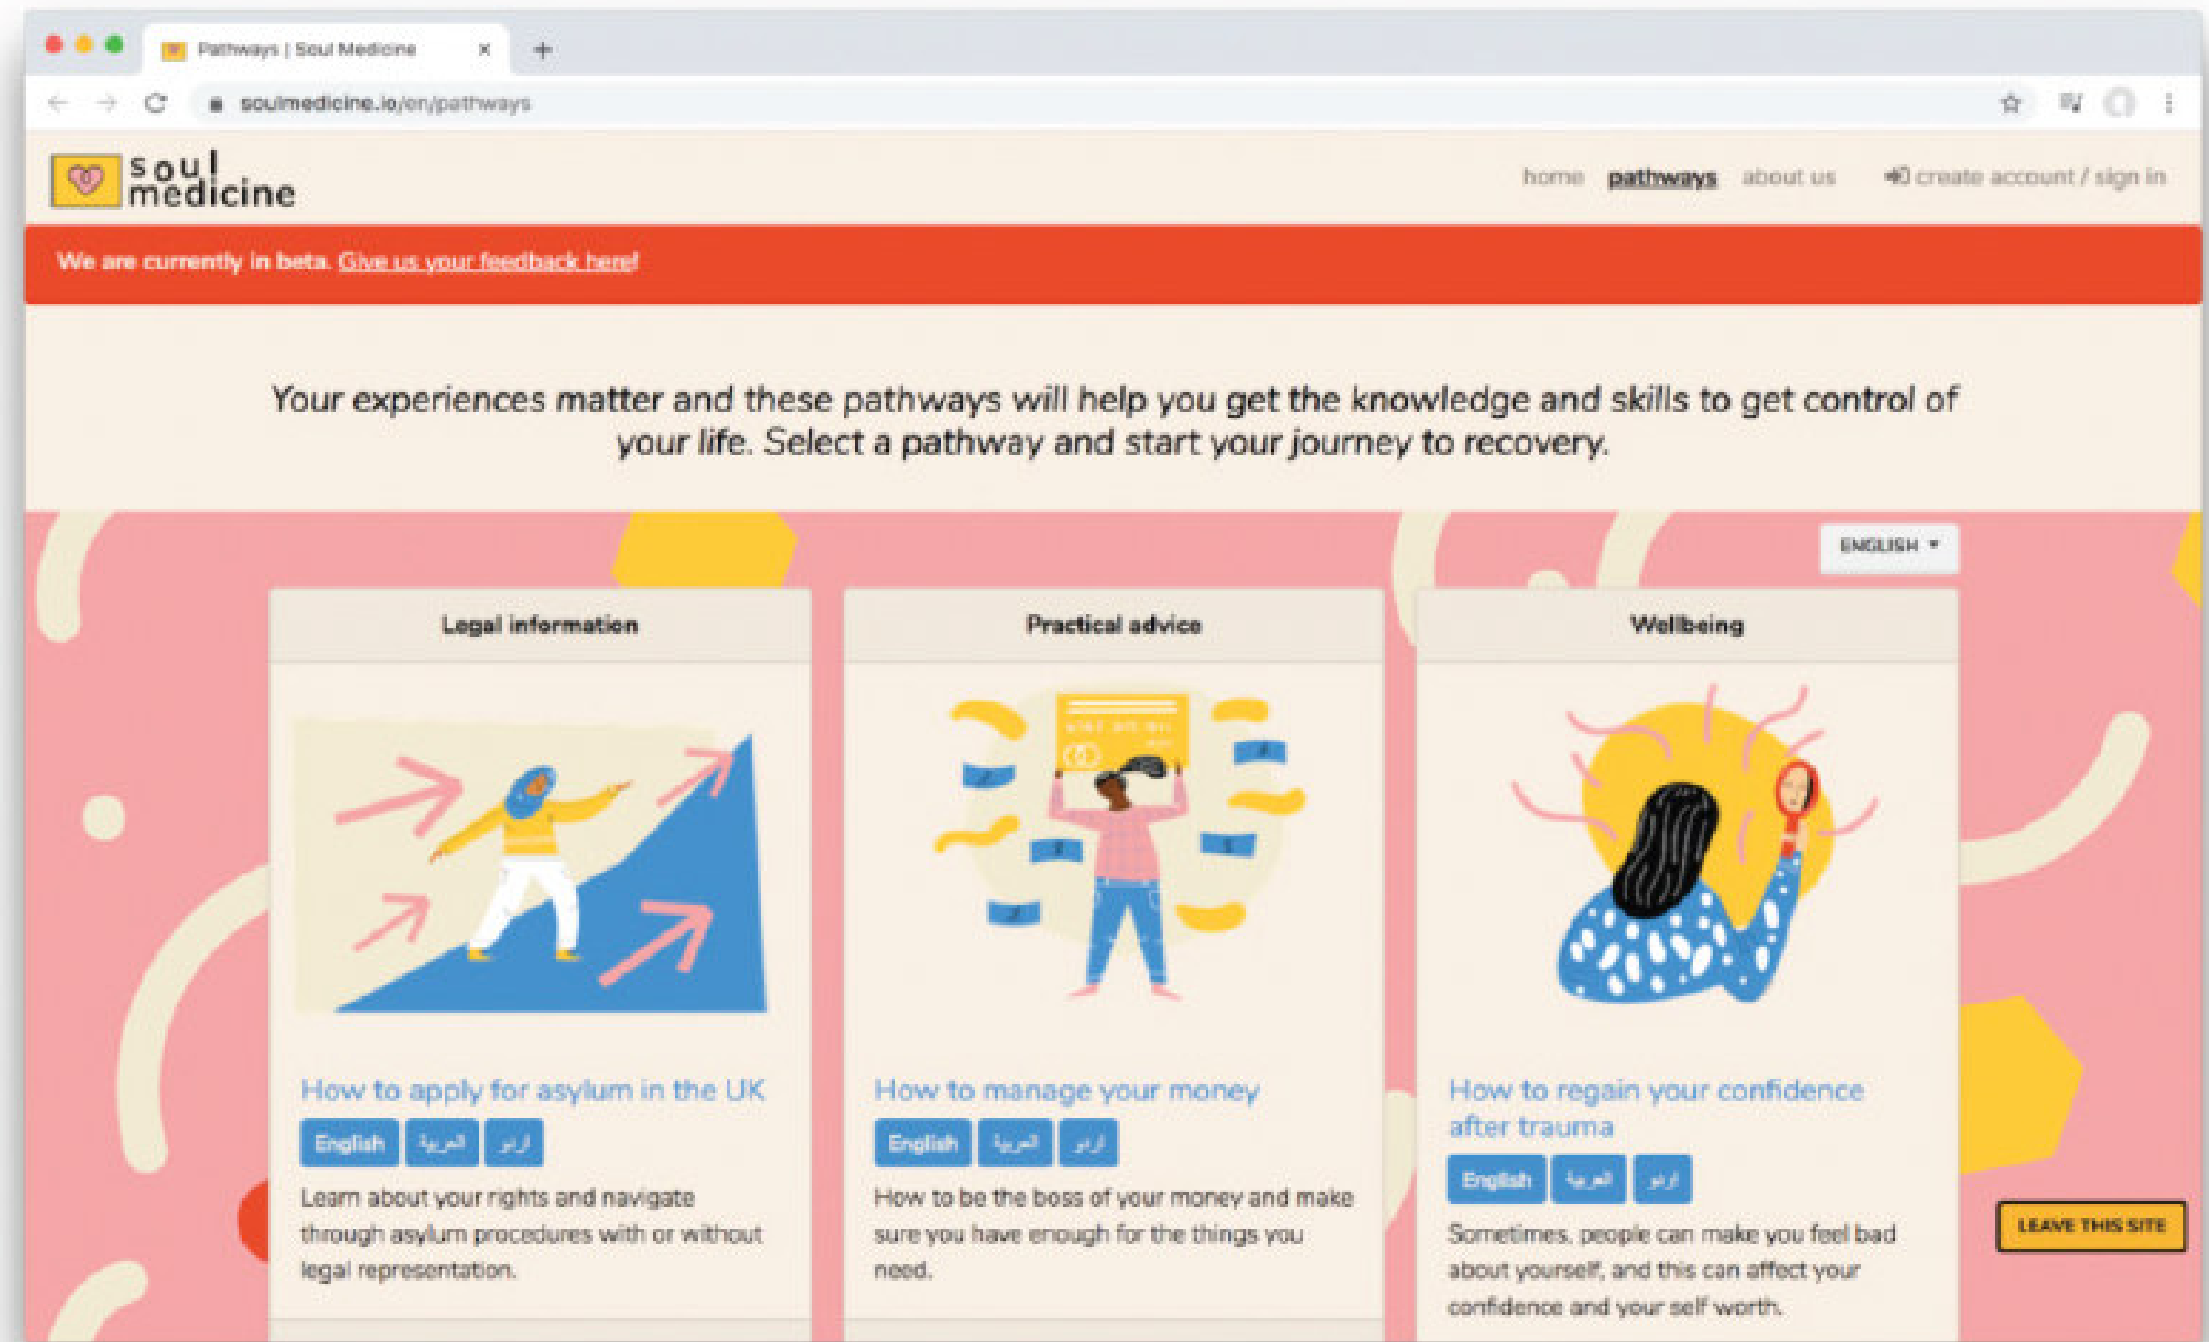 Pathways | Soul Medicine
soulmedicine.io/en/pathways
soul
medicine
home pathways about us create account / sign in
We are currently in beta. Give us your feedback here!
Your experiences matter and these pathways will help you get the knowledge and skills to get control of
your life. Select a pathway and start your journey to recovery.
ENGLISH
Legal information
How to apply for asylum in the UK
English العربية اردو
Learn about your rights and navigate
through asylum procedures with or without
legal representation.
Practical advice
How to manage your money
English العربية اردو
How to be the boss of your money and make
sure you have enough for the things you
need.
Wellbeing
How to regain your confidence
after trauma
English العربية اردو
Sometimes, people can make you feel bad
about yourself, and this can affect your
confidence and your self worth.
LEAVE THIS SITE